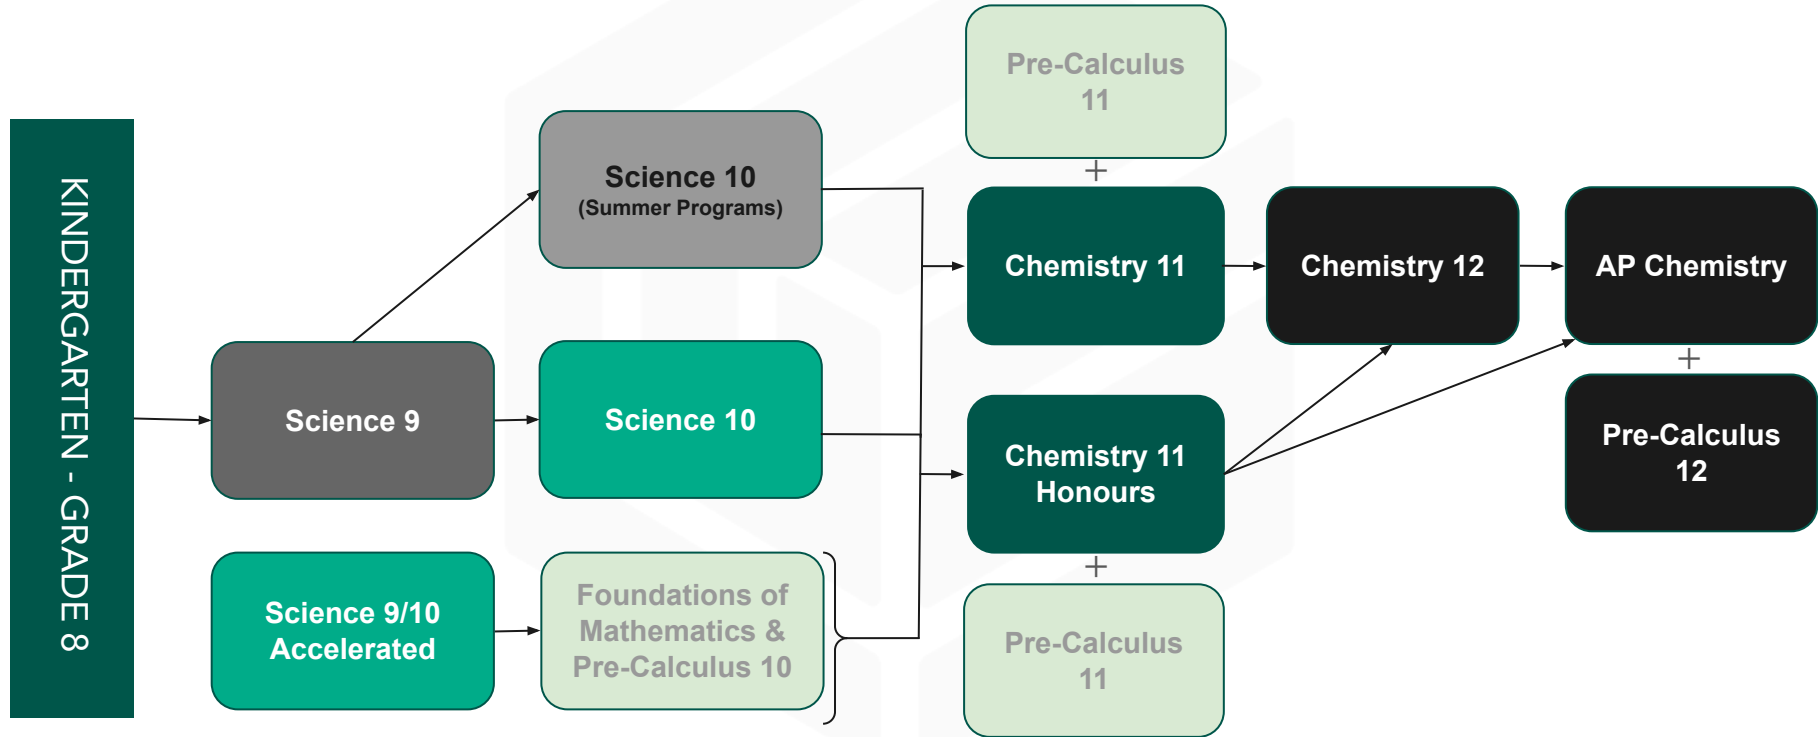 KINDERGARTEN - GRADE 8
Science 9
Science 9/10
Accelerated
Science 10
(Summer Programs)
Science 10
Foundations of
Mathematics &
Pre-Calculus 10
Pre-Calculus
11
+
Chemistry 11
Chemistry 11
Honours
+
Pre-Calculus
11
Chemistry 12
AP Chemistry
+
Pre-Calculus
12